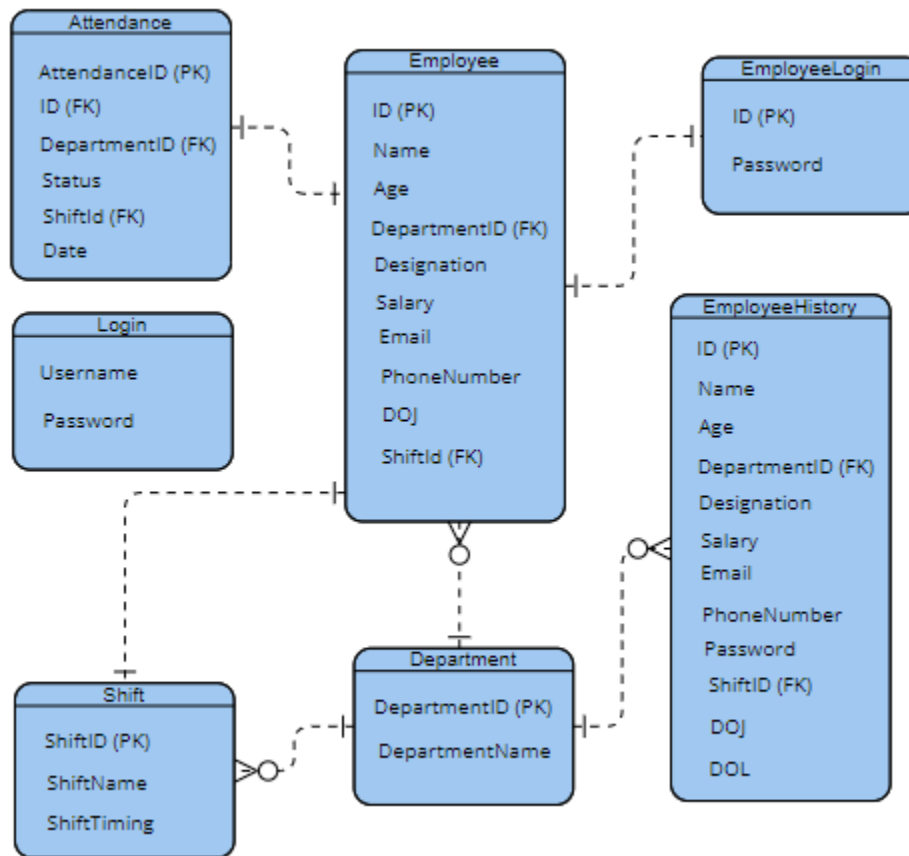 Attendance
AttendanceID (PK)
ID (FK)
DepartmentID (FK)
Status
ShiftId (FK)
Date
Employee
ID (PK)
Name
Age
DepartmentID (FK)
Designation
Salary
Email
PhoneNumber
DOJ
ShiftId (FK)
EmployeeLogin
ID (PK)
Password
Login
Username
Password
EmployeeHistory
ID (PK)
Name
Age
DepartmentID (FK)
Designation
Salary
Email
PhoneNumber
Password
ShiftID (FK)
DOJ
DOL
Shift
ShiftID (PK)
ShiftName
ShiftTiming
Department
DepartmentID (PK)
DepartmentName